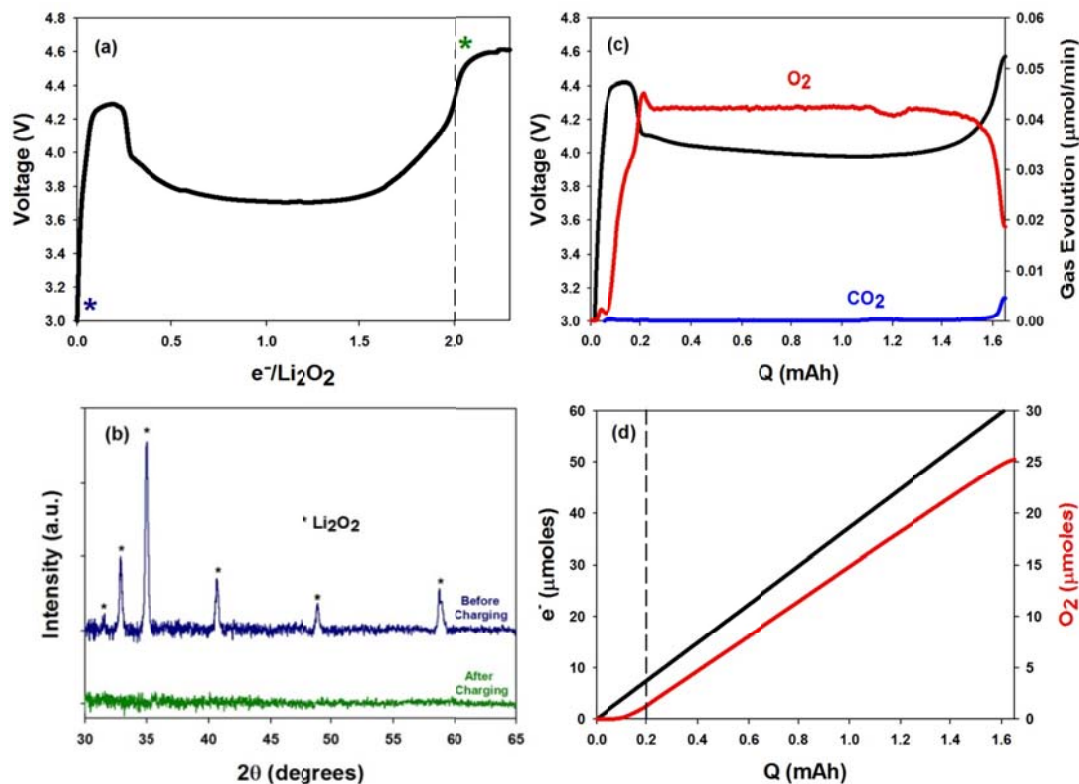 (a)
*
*
4.8
4.6
4.4
4.2
4.0
3.8
3.6
3.4
3.2
3.0
Voltage (V)
0.0 0.5 1.0 1.5 2.0
e⁻/Li₂O₂
(c)
O₂
CO₂
4.8
4.6
4.4
4.2
4.0
3.8
3.6
3.4
3.2
3.0
Voltage (V)
0.06
0.05
0.04
0.03
0.02
0.01
0.00
Gas Evolution (μmol/min)
0.0 0.2 0.4 0.6 0.8 1.0 1.2 1.4 1.6
Q (mAh)
(b)
* * * * * *
* Li₂O₂
Before
Charging
After
Charging
Intensity (a.u.)
30 35 40 45 50 55 60 65
2θ (degrees)
(d)
60
50
40
30
20
10
0
e⁻ (μmoles)
30
25
20
15
10
5
0
O₂ (μmoles)
0.0 0.2 0.4 0.6 0.8 1.0 1.2 1.4 1.6
Q (mAh)